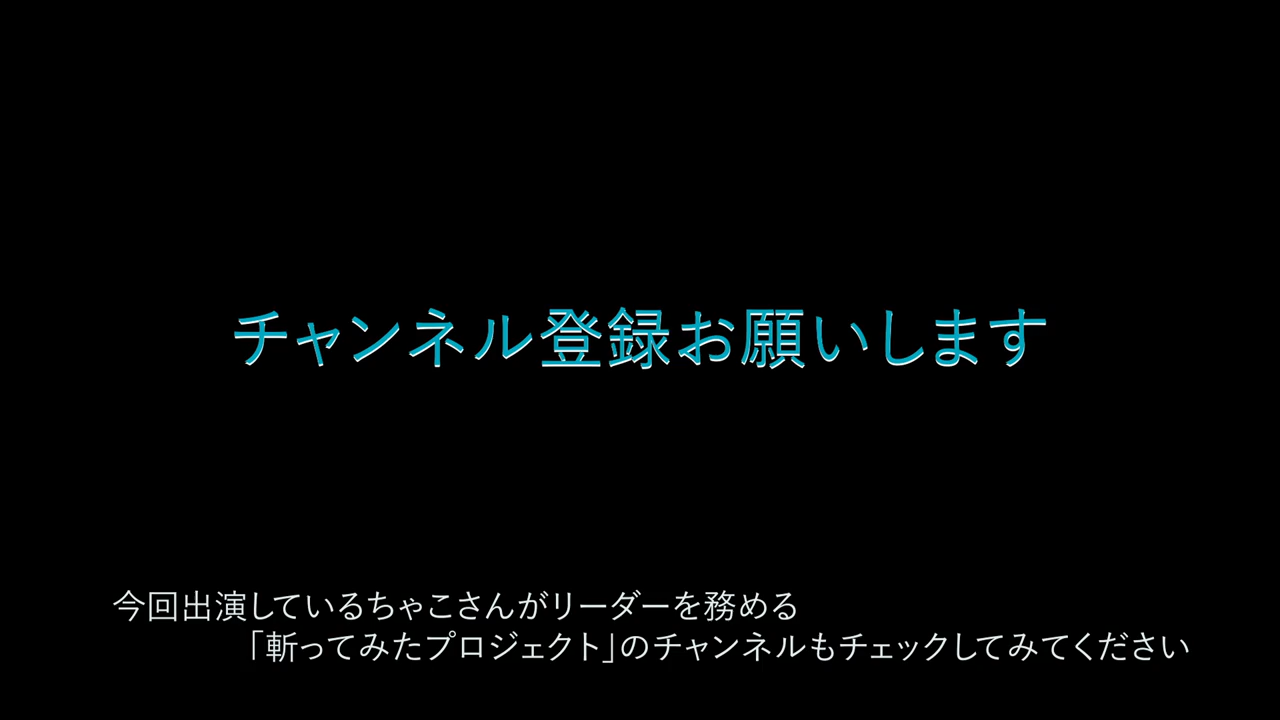 チャンネル登録お願いします
今回出演しているちゃこさんがリーダーを務める
「斬ってみたプロジェクト」のチャンネルもチェックしてみてください